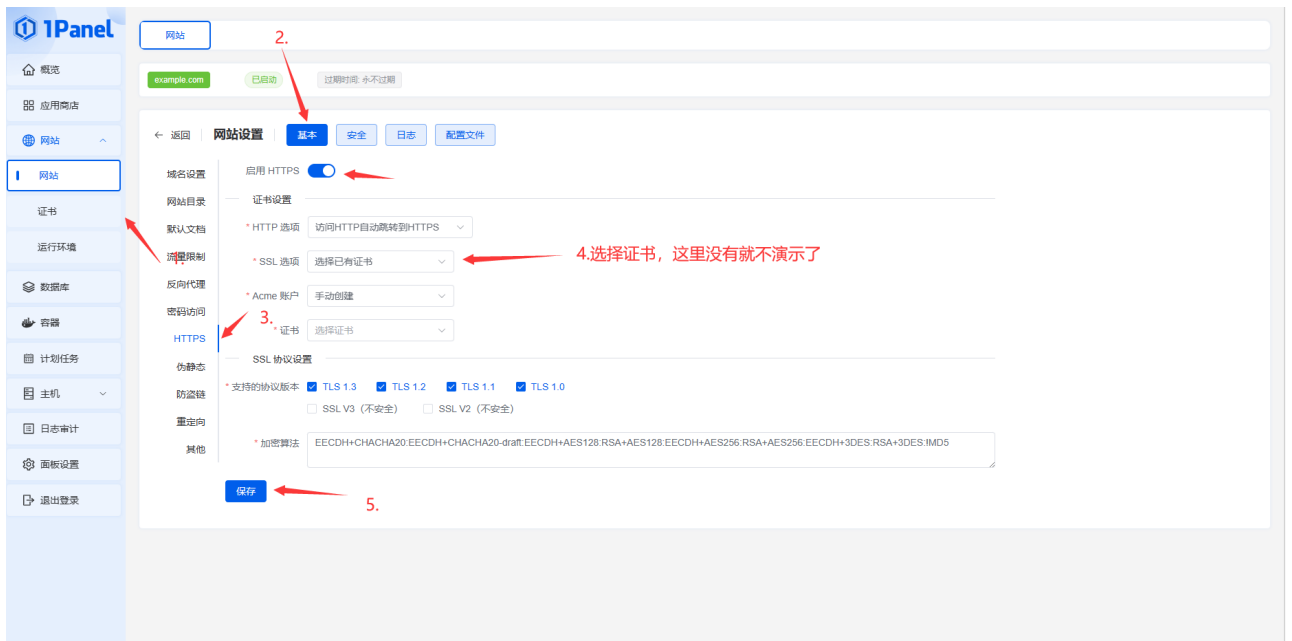 1Panel
概览
应用商店
网站
网站
证书
运行环境
数据库
容器
计划任务
主机
日志审计
面板设置
退出登录
网站
2.
example.com 已启动 过期时间: 永不过期
← 返回 网站设置 基本 安全 日志 配置文件
域名设置
网站目录
默认文档
流量限制
反向代理
密码访问
HTTPS
伪静态
防盗链
重定向
其他
1.
3.
启用 HTTPS
证书设置
* HTTP 选项 访问HTTP自动跳转到HTTPS
* SSL 选项 选择已有证书
4.选择证书，这里没有就不演示了
* Acme 账户 手动创建
* 证书 选择证书
SSL 协议设置
* 支持的协议版本 TLS 1.3 TLS 1.2 TLS 1.1 TLS 1.0
SSL V3（不安全） SSL V2（不安全）
* 加密算法 EECDH+CHACHA20:EECDH+CHACHA20-draft:EECDH+AES128:RSA+AES128:EECDH+AES256:RSA+AES256:EECDH+3DES:RSA+3DES:!MD5
保存
5.